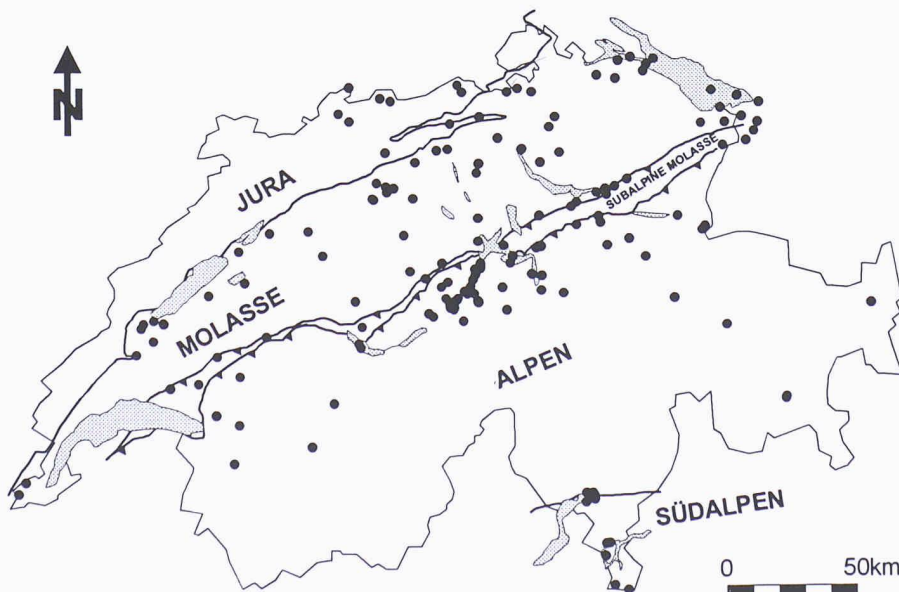 N
JURA
SUBALPINE MOLASSE
MOLASSE
ALPEN
SÜDALPEN
0 50km